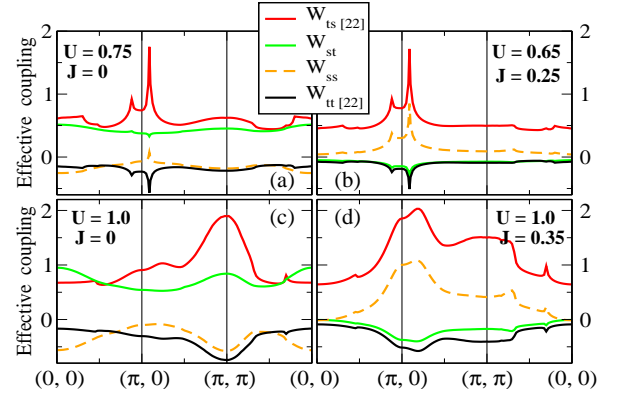 2
1
0
Effective coupling
U = 0.75
J = 0
(a)
W_ts [22]
W_st
W_ss
W_tt [22]
2
1
0
U = 0.65
J = 0.25
(b)
2
1
0
Effective coupling
U = 1.0
J = 0
(c)
(0, 0) (π, 0) (π, π) (0, 0)
2
1
0
(d)
U = 1.0
J = 0.35
(π, 0) (π, π) (0, 0)